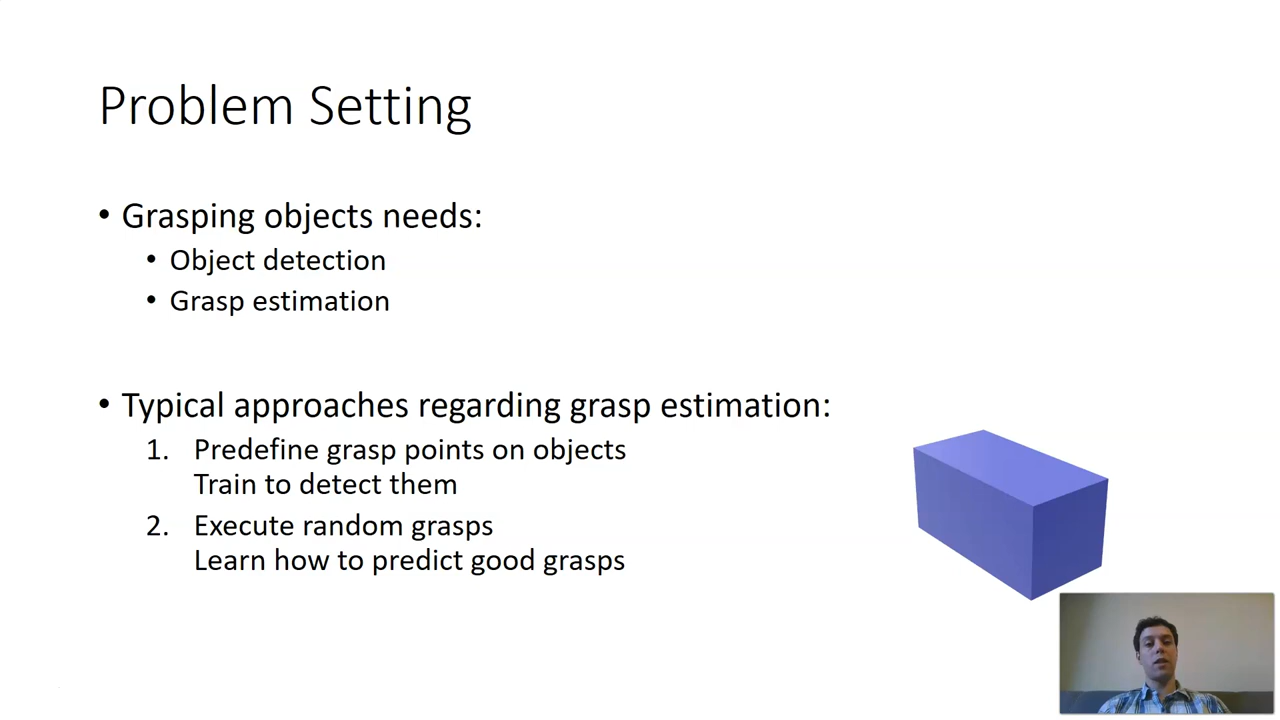 Problem Setting
• Grasping objects needs:
• Object detection
• Grasp estimation
• Typical approaches regarding grasp estimation:
1. Predefine grasp points on objects
Train to detect them
2. Execute random grasps
Learn how to predict good grasps